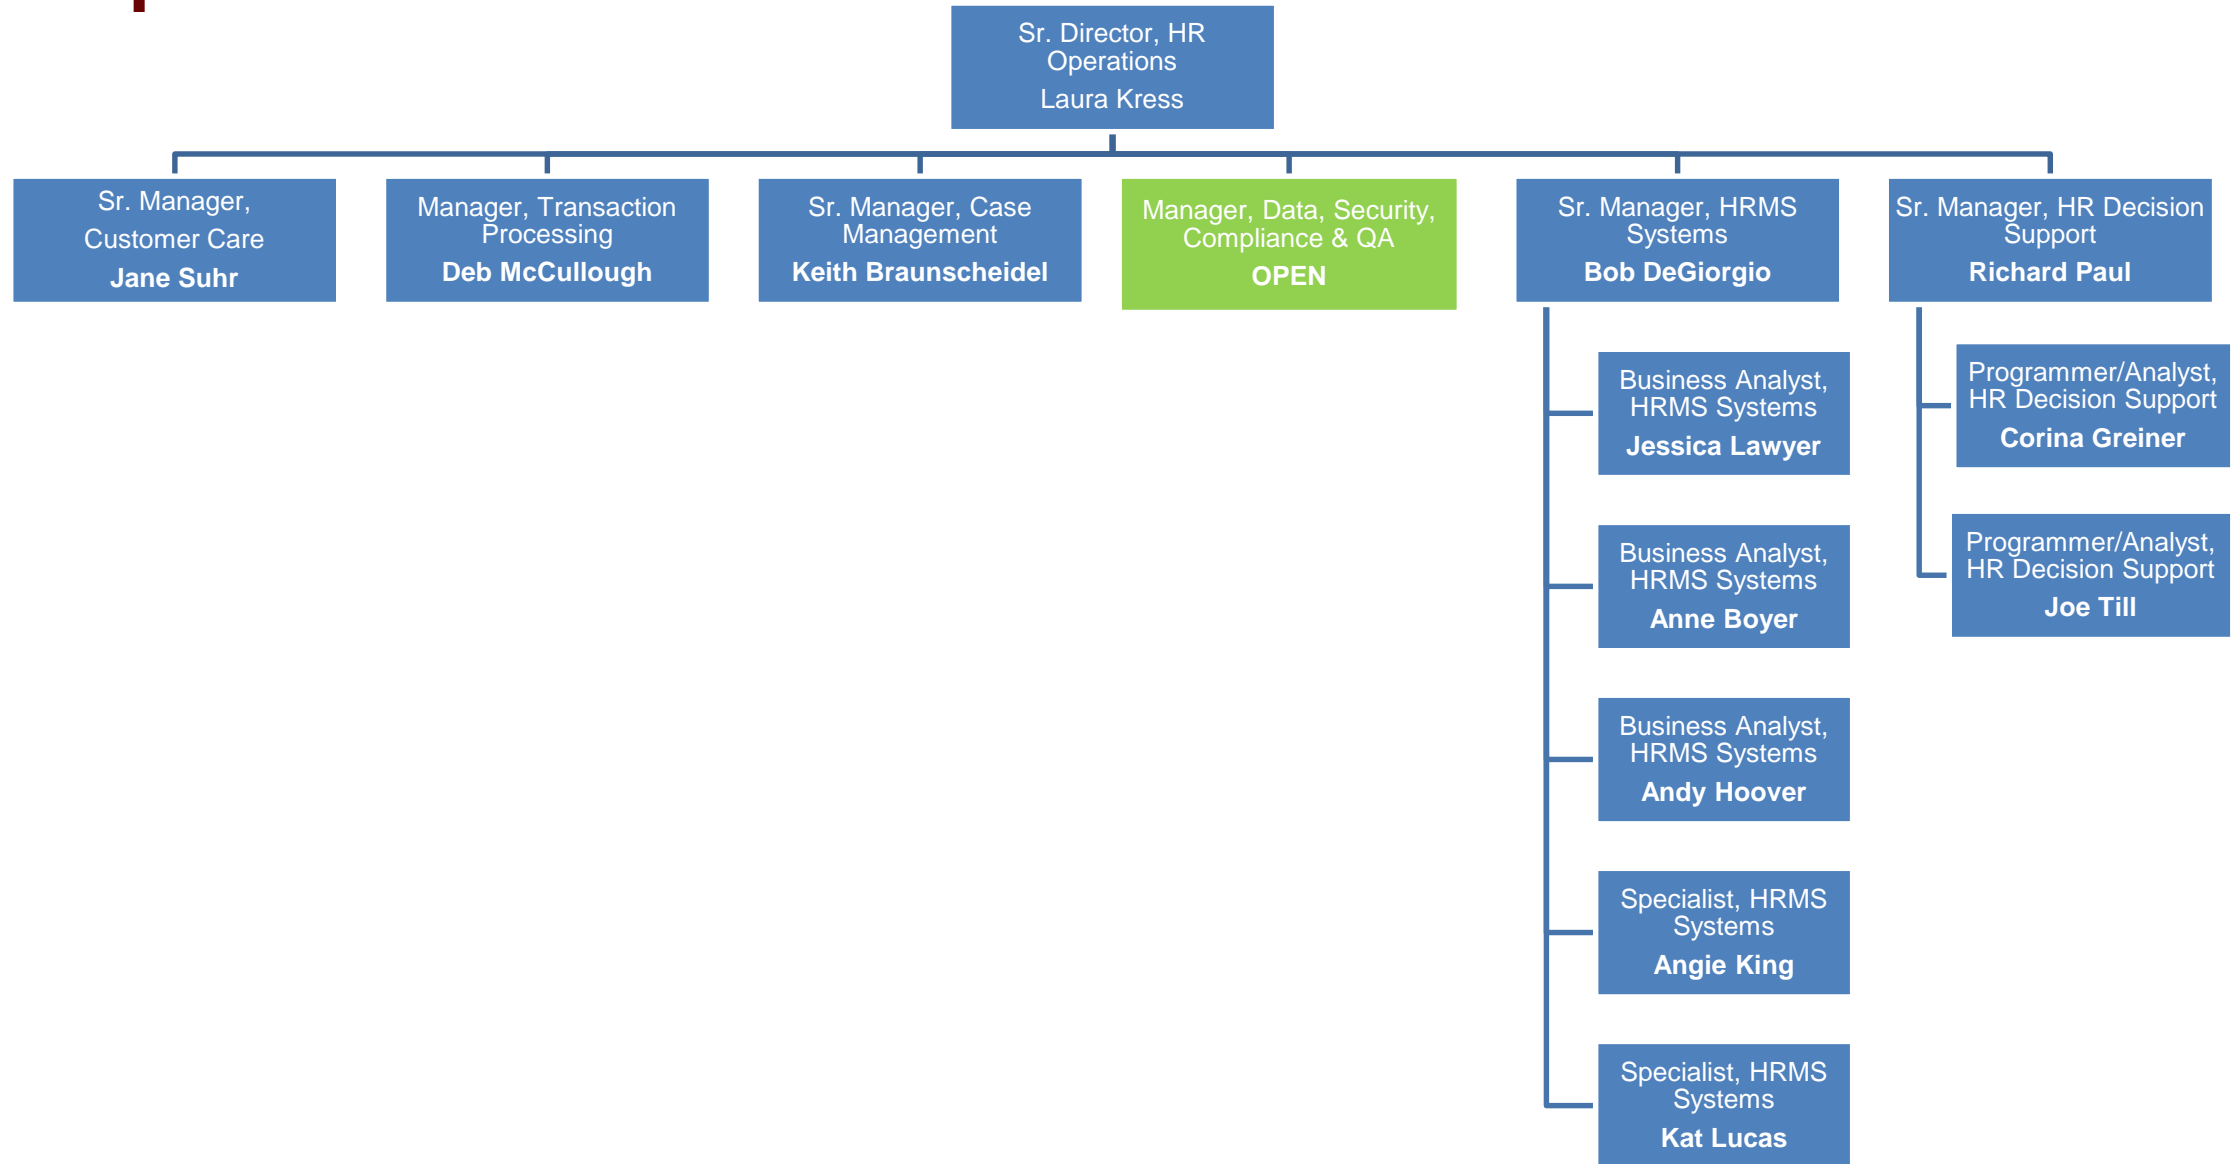 Sr. Director, HR
Operations
Laura Kress
Sr. Manager,
Customer Care
Jane Suhr
Manager, Transaction
Processing
Deb McCullough
Sr. Manager, Case
Management
Keith Braunscheidel
Manager, Data, Security,
Compliance & QA
OPEN
Sr. Manager, HRMS
Systems
Bob DeGiorgio
Sr. Manager, HR Decision
Support
Richard Paul
Business Analyst,
HRMS Systems
Jessica Lawyer
Business Analyst,
HRMS Systems
Anne Boyer
Business Analyst,
HRMS Systems
Andy Hoover
Specialist, HRMS
Systems
Angie King
Specialist, HRMS
Systems
Kat Lucas
Programmer/Analyst,
HR Decision Support
Corina Greiner
Programmer/Analyst,
HR Decision Support
Joe Till